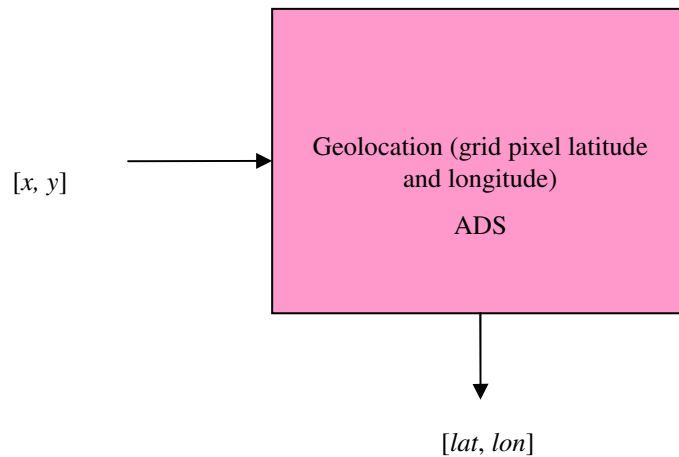 Geolocation (grid pixel latitude
and longitude)
ADS
[x, y]
[lat, lon]